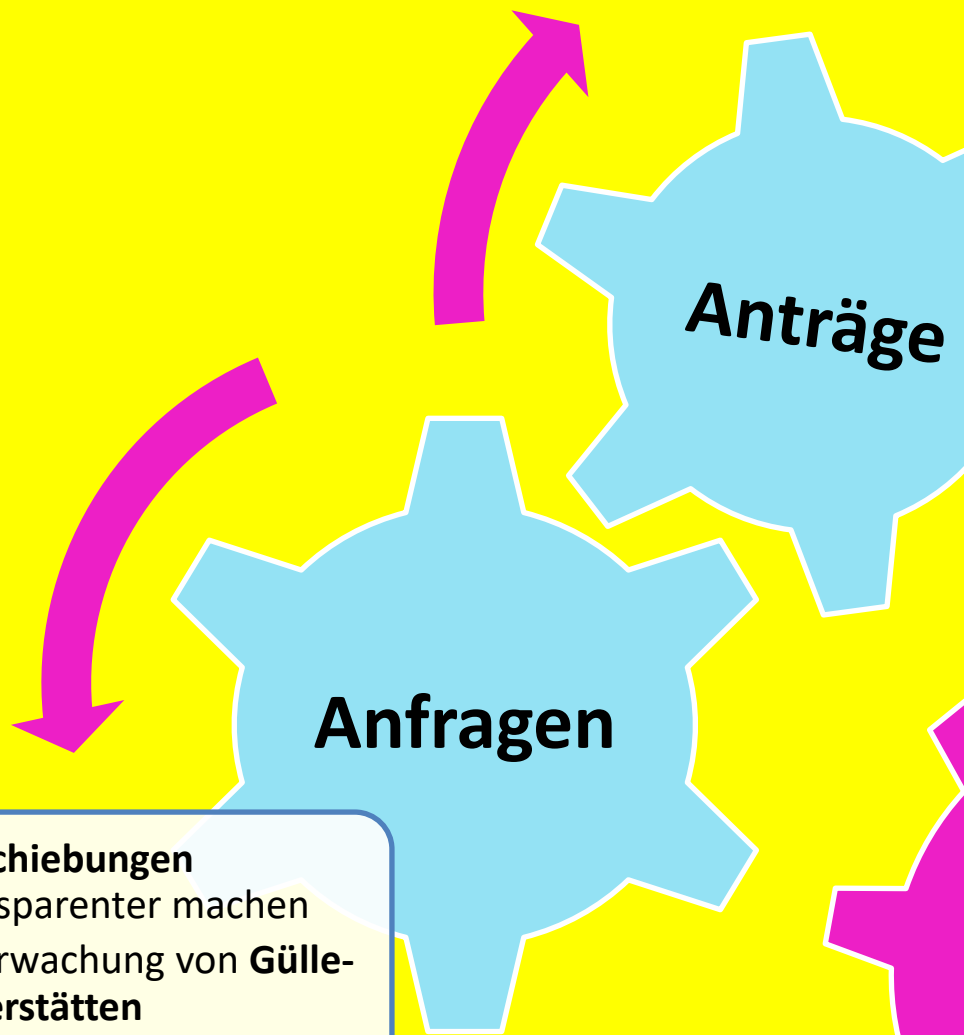 Anträge
Anfragen
chiebungen
sparenter machen
rwachung von Gülle-
erstätten